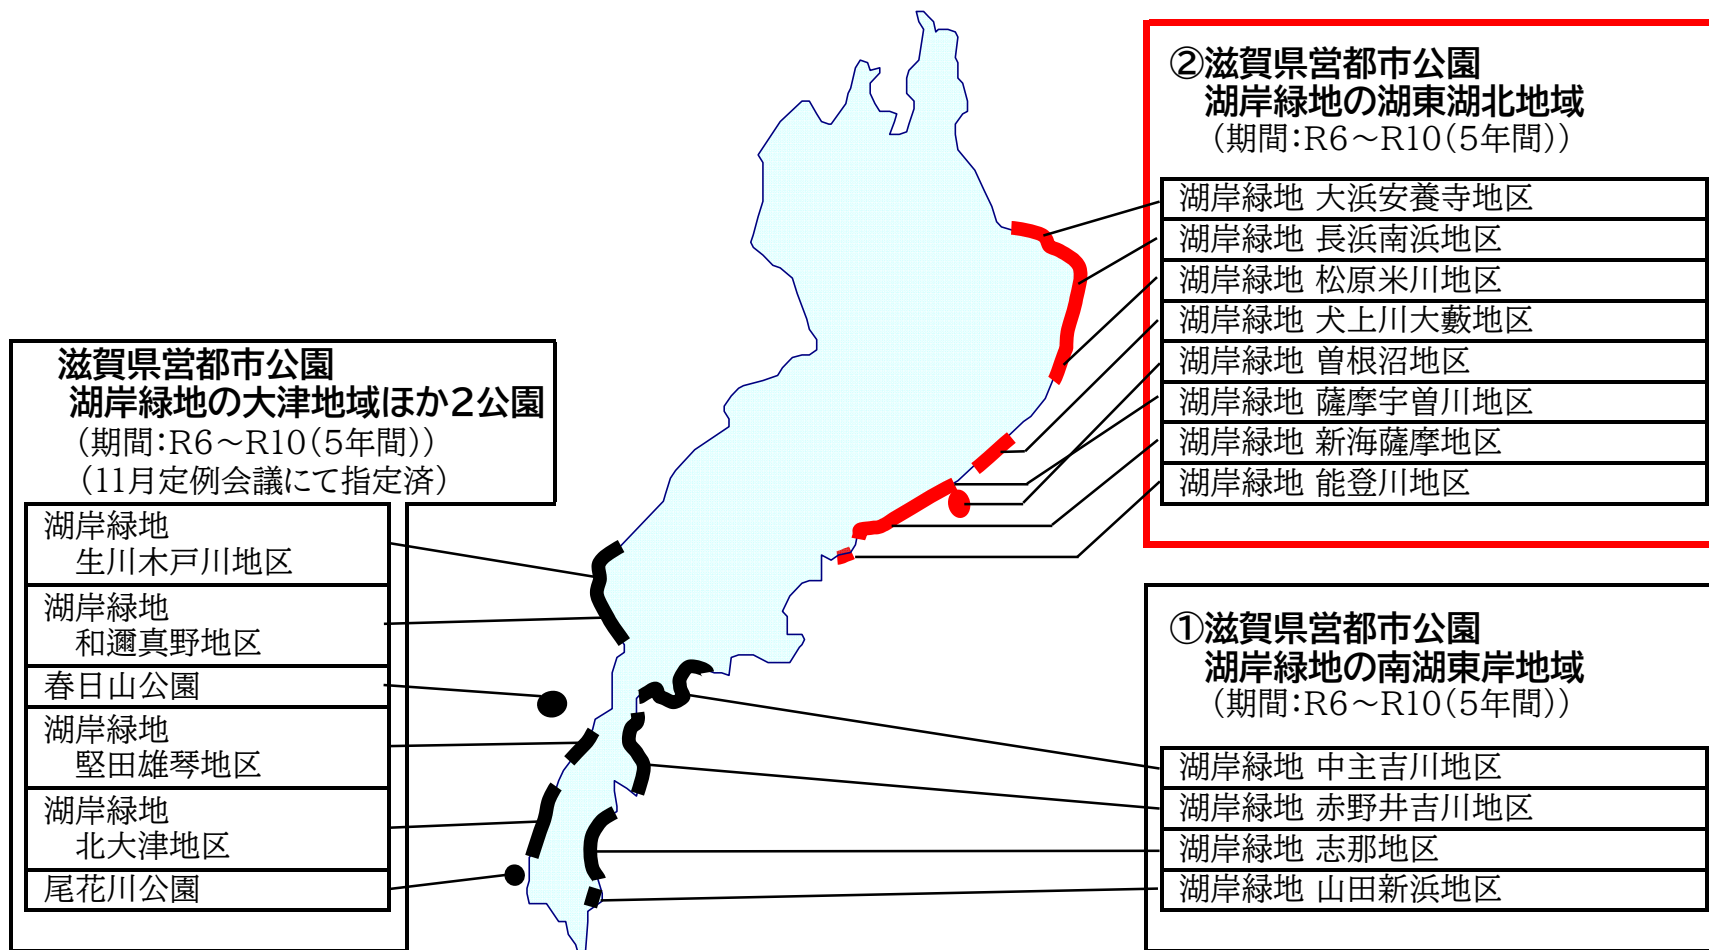 ②滋賀県営都市公園
湖岸緑地の湖東湖北地域
（期間：R6～R10（5年間））
湖岸緑地 大浜安養寺地区
湖岸緑地 長浜南浜地区
湖岸緑地 松原米川地区
湖岸緑地 犬上川大藪地区
湖岸緑地 曽根沼地区
湖岸緑地 薩摩宇曽川地区
湖岸緑地 新海薩摩地区
湖岸緑地 能登川地区
滋賀県営都市公園
湖岸緑地の大津地域ほか2公園
（期間：R6～R10（5年間））
（11月定例会議にて指定済）
湖岸緑地
生川木戸川地区
湖岸緑地
和邇真野地区
春日山公園
湖岸緑地
堅田雄琴地区
湖岸緑地
北大津地区
尾花川公園
①滋賀県営都市公園
湖岸緑地の南湖東岸地域
（期間：R6～R10（5年間））
湖岸緑地 中主吉川地区
湖岸緑地 赤野井吉川地区
湖岸緑地 志那地区
湖岸緑地 山田新浜地区